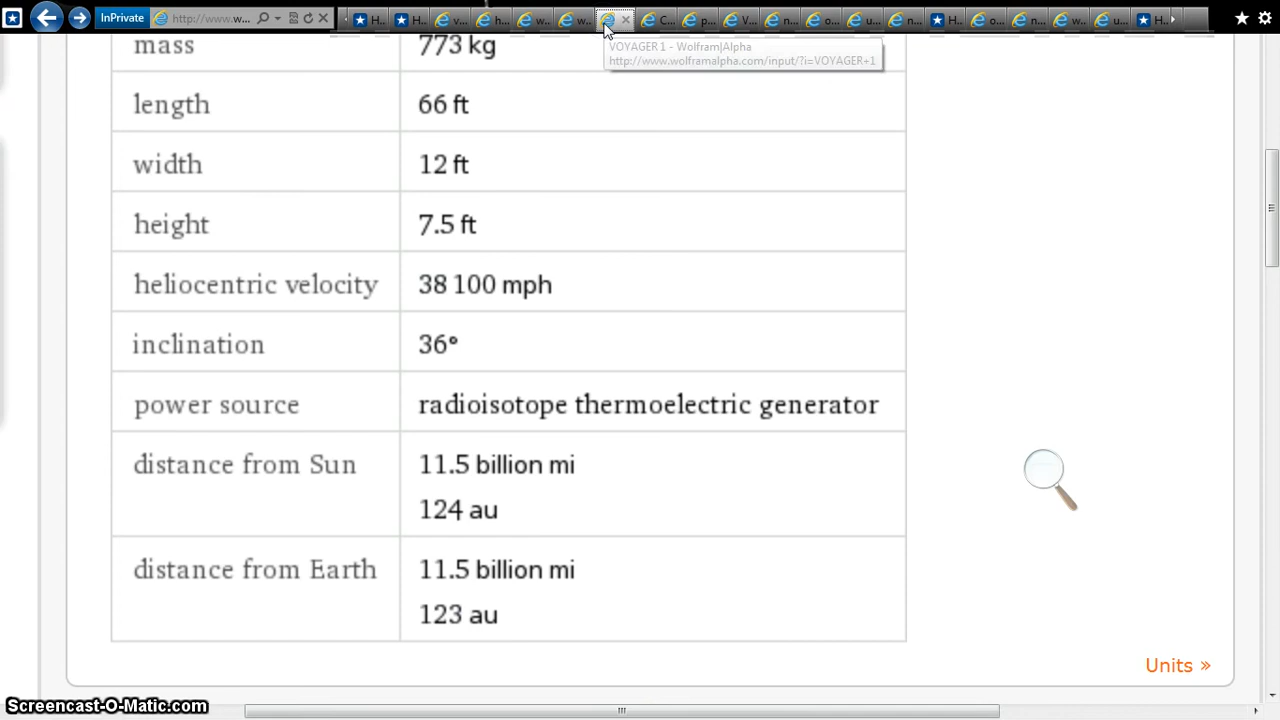 InPrivate
http://www.w...
H...
H...
v...
h...
w...
w...
C...
p...
V...
n...
o...
u...
n...
H...
o...
w...
u...
H...
VOYAGER 1 - Wolfram|Alpha
http://www.wolframalpha.com/input/?i=VOYAGER+1
mass 773 kg
length 66 ft
width 12 ft
height 7.5 ft
heliocentric velocity 38 100 mph
inclination 36°
power source radioisotope thermoelectric generator
distance from Sun 11.5 billion mi
124 au
distance from Earth 11.5 billion mi
123 au
Units »
Screencast-O-Matic.com